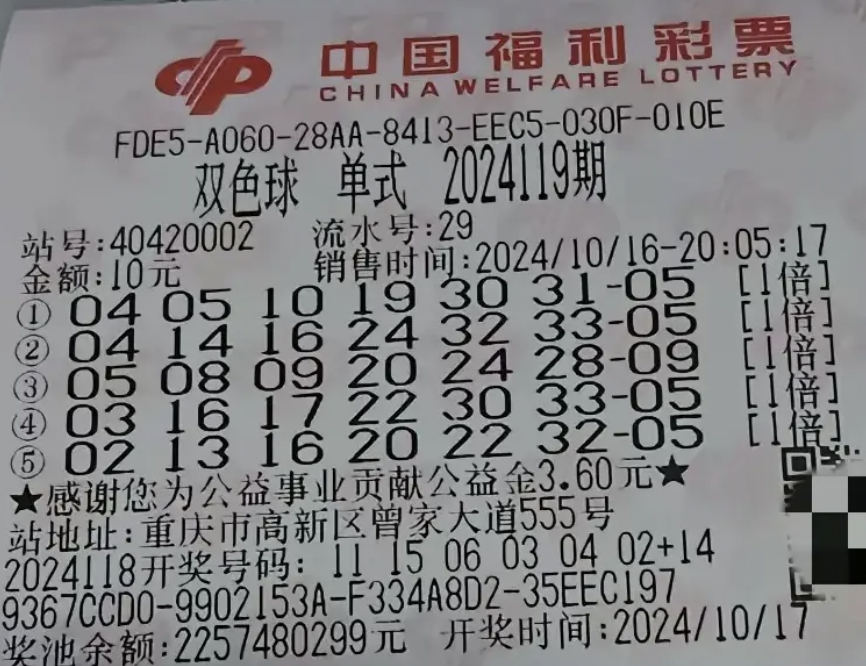 中国福利彩票
CHINA WELFARE LOTTERY
FDE5-A060-28AA-8413-EEC5-030F-010E
双色球 单式 2024119期
站号:40420002 流水号:29
金额:10元 销售时间:2024/10/16-20:05:17
① 04 05 10 19 30 31-05 [1倍]
② 04 14 16 24 32 33-05 [1倍]
③ 05 08 09 20 24 28-09 [1倍]
④ 03 16 17 22 30 33-05 [1倍]
⑤ 02 13 16 20 22 32-05 [1倍]
★感谢您为公益事业贡献公益金3.60元★
站地址:重庆市高新区曾家大道555号
2024118开奖号码: 11 15 06 03 04 02+14
9367CCD0-9902153A-F334A8D2-35EEC197
奖池余额:2257480299元 开奖时间:2024/10/17